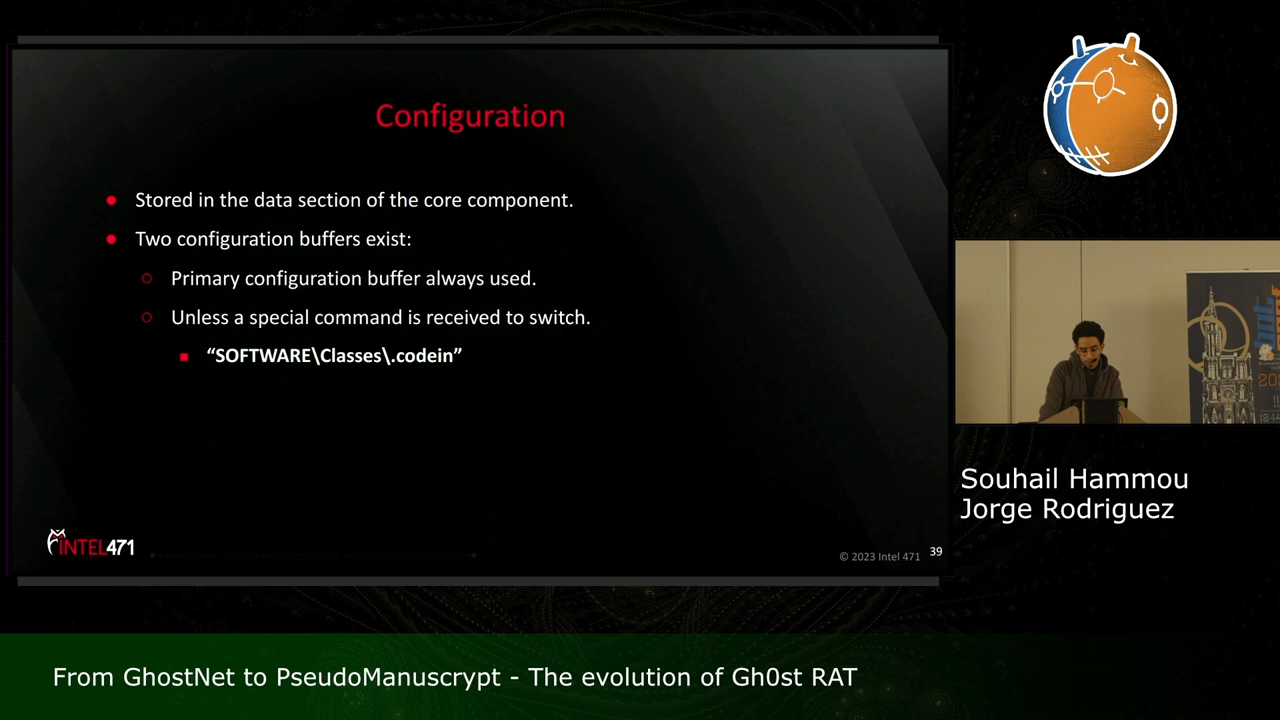 Configuration
Stored in the data section of the core component.
Two configuration buffers exist:
Primary configuration buffer always used.
Unless a special command is received to switch.
“SOFTWARE\Classes\.codein”
INTEL471
© 2023 Intel 471
39
Souhail Hammou
Jorge Rodriguez
From GhostNet to PseudoManuscrypt - The evolution of Gh0st RAT